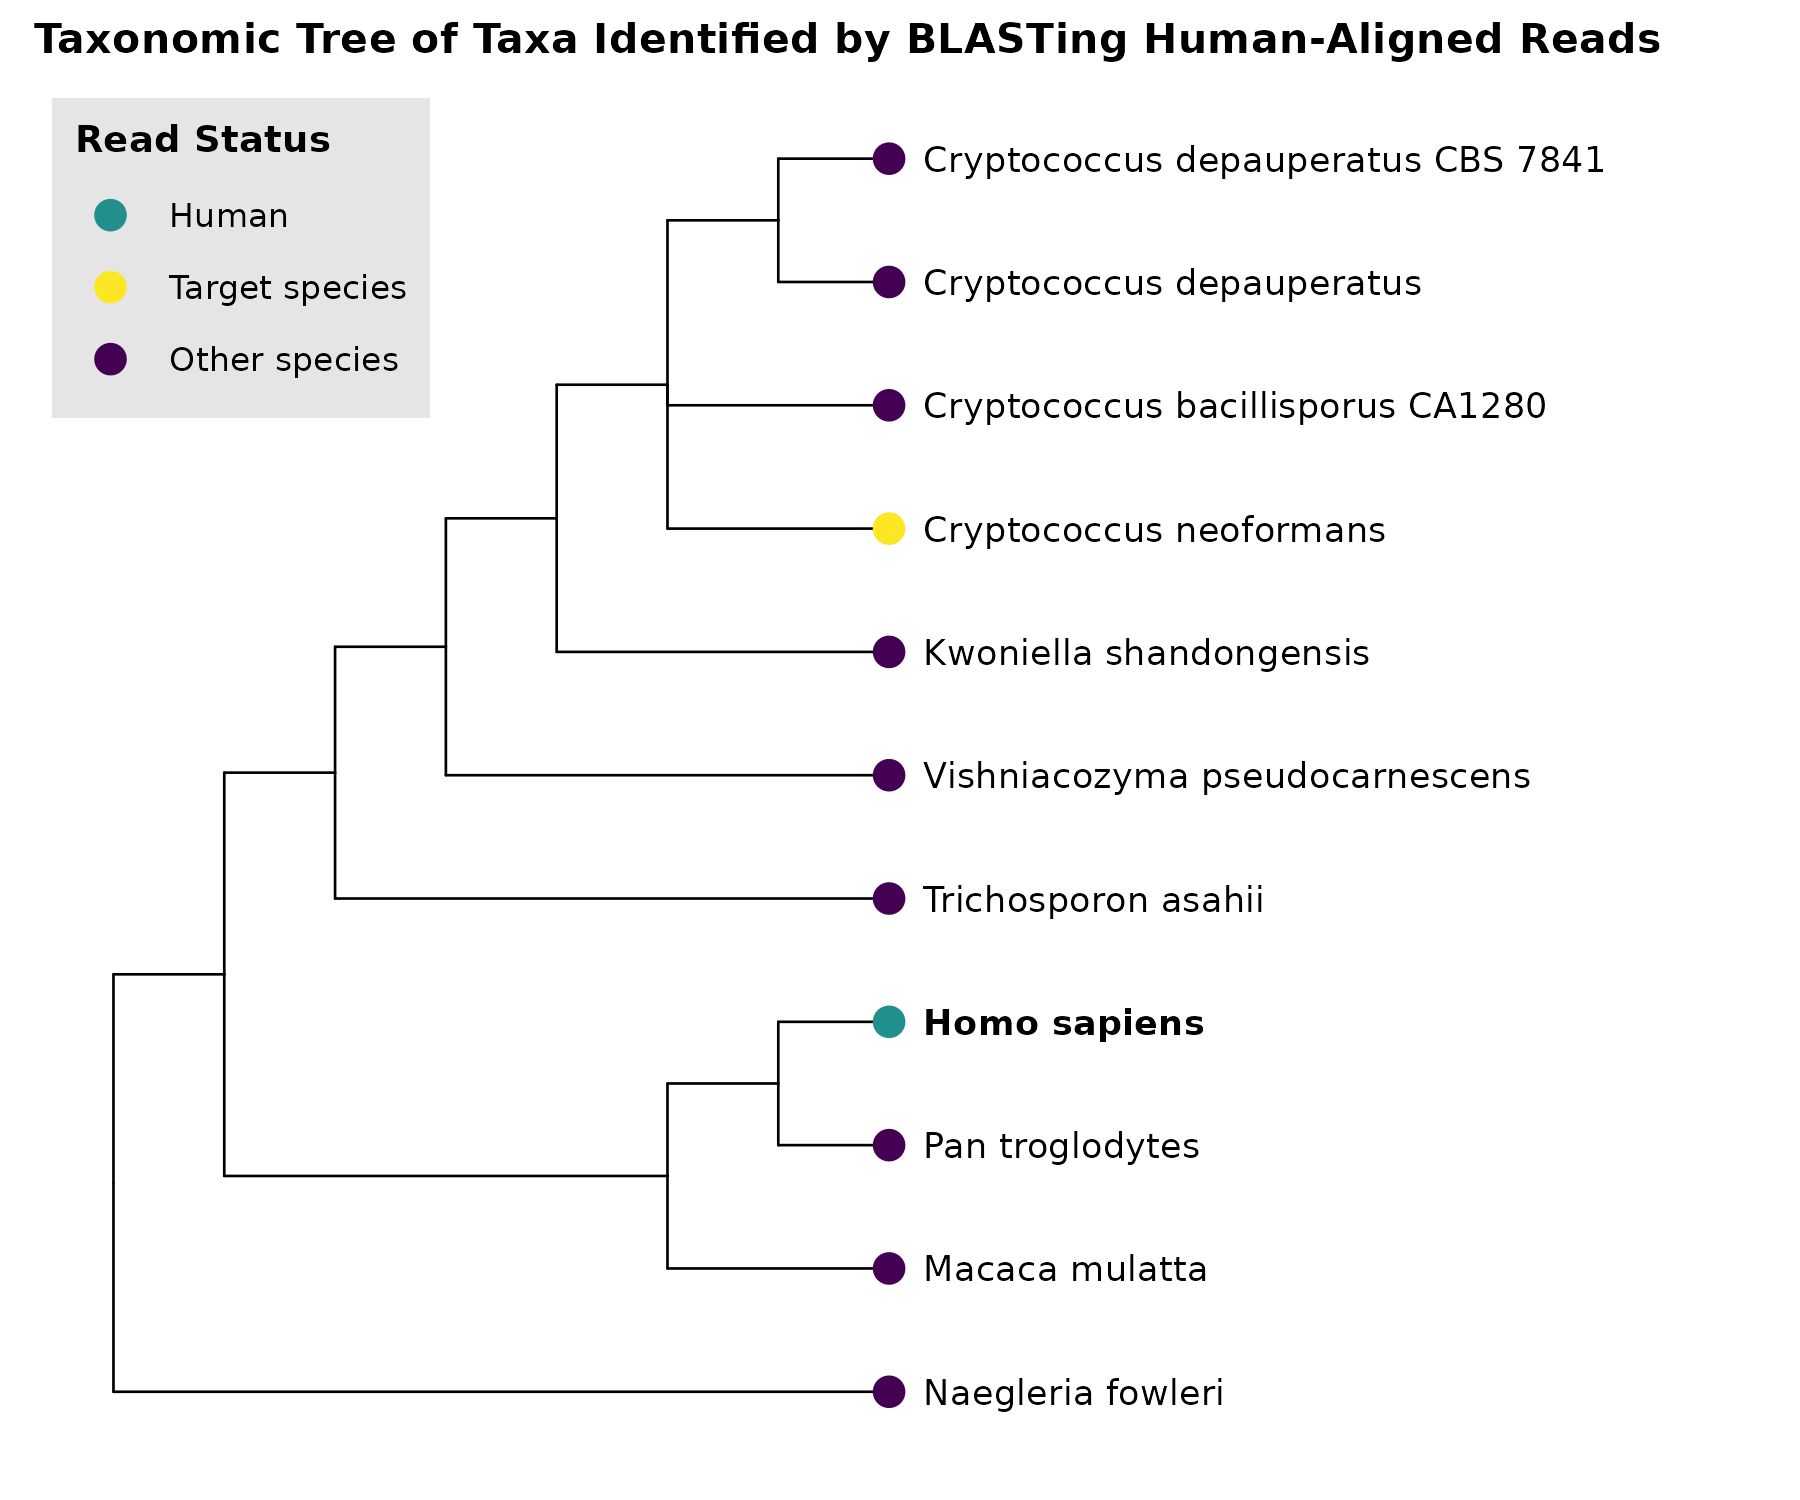 Taxonomic Tree of Taxa Identified by BLASTing Human-Aligned Reads
Read Status
Human
Target species
Other species
Cryptococcus depauperatus CBS 7841
Cryptococcus depauperatus
Cryptococcus bacillisporus CA1280
Cryptococcus neoformans
Kwoniella shandongensis
Vishniacozyma pseudocarnescens
Trichosporon asahii
Homo sapiens
Pan troglodytes
Macaca mulatta
Naegleria fowleri